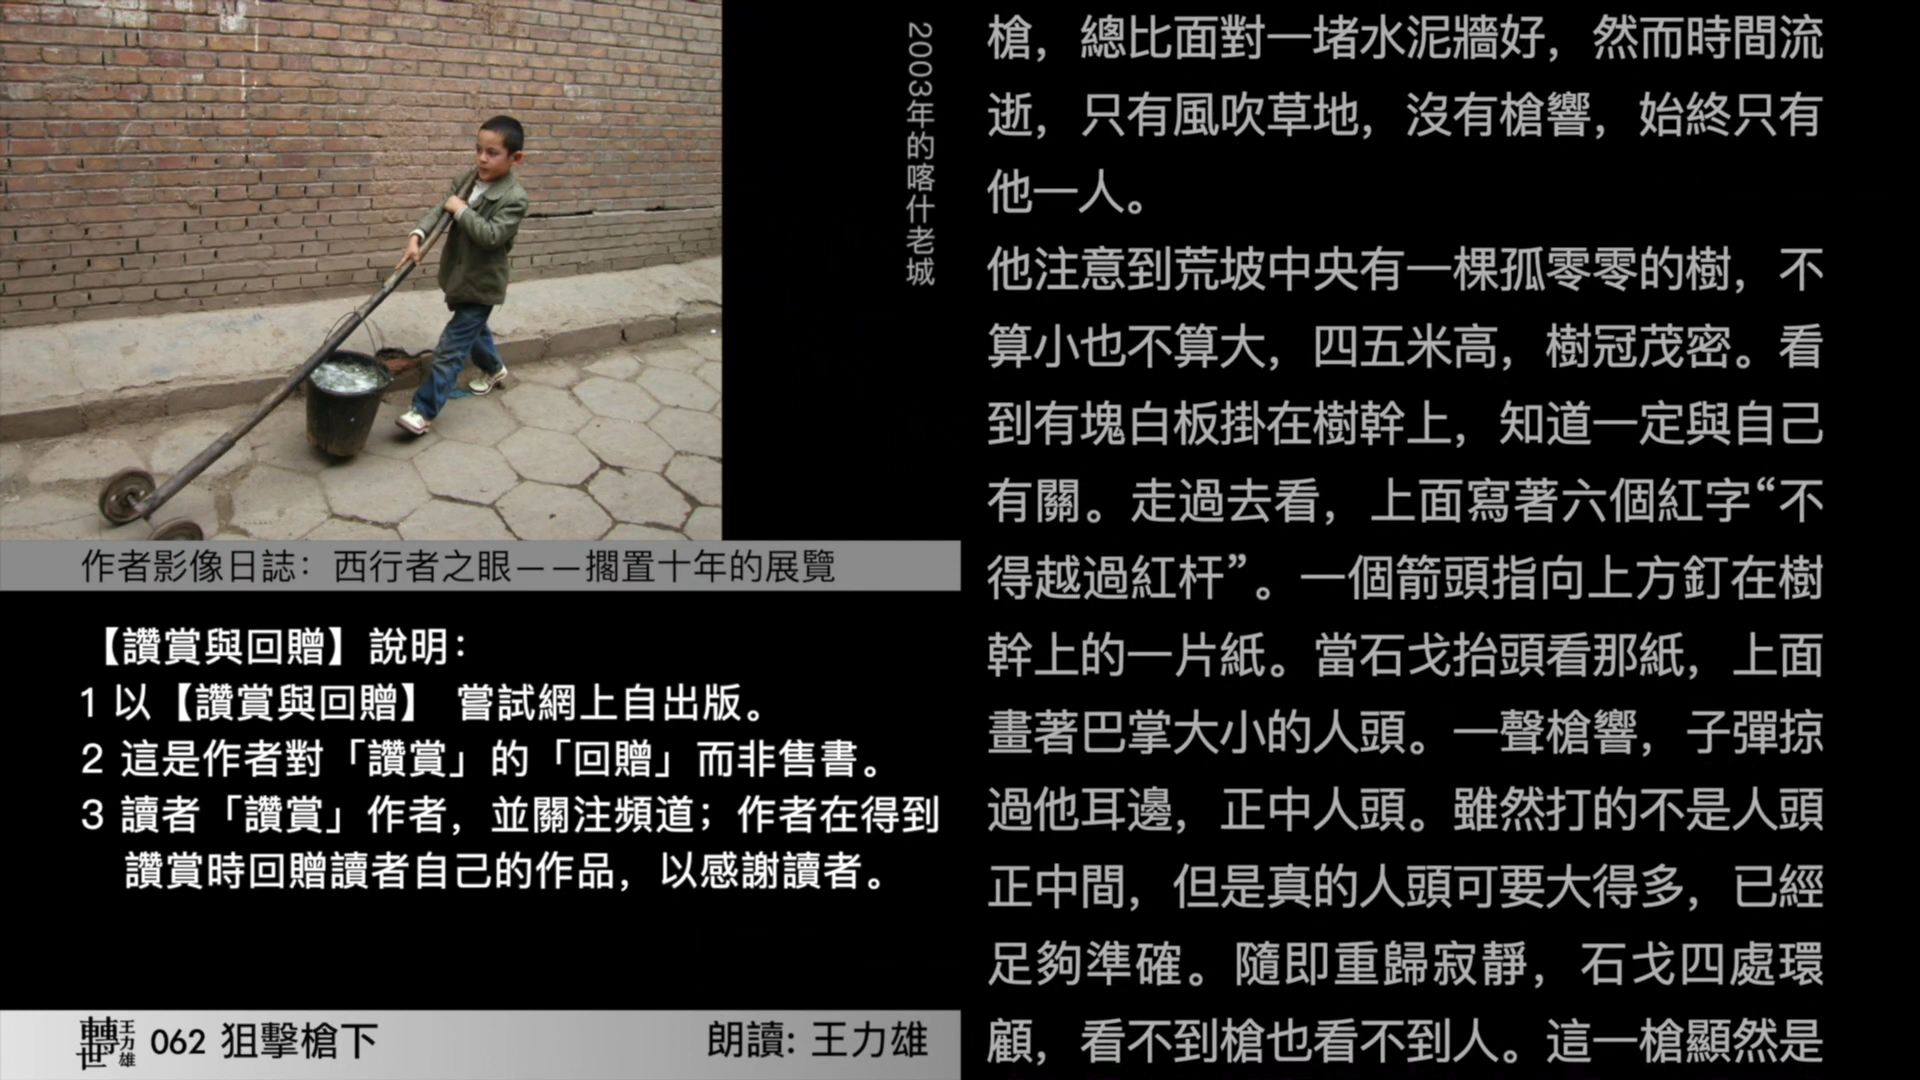 2003年的喀什老城
作者影像日誌：西行者之眼——擱置十年的展覽
【讚賞與回贈】說明：
1 以【讚賞與回贈】 嘗試網上自出版。
2 這是作者對「讚賞」的「回贈」而非售書。
3 讀者「讚賞」作者，並關注頻道；作者在得到
讚賞時回贈讀者自己的作品，以感謝讀者。
轉世
王力雄
062 狙擊槍下
朗讀: 王力雄
槍，總比面對一堵水泥牆好，然而時間流
逝，只有風吹草地，沒有槍響，始終只有
他一人。
他注意到荒坡中央有一棵孤零零的樹，不
算小也不算大，四五米高，樹冠茂密。看
到有塊白板掛在樹幹上，知道一定與自己
有關。走過去看，上面寫著六個紅字“不
得越過紅杆”。一個箭頭指向上方釘在樹
幹上的一片紙。當石戈抬頭看那紙，上面
畫著巴掌大小的人頭。一聲槍響，子彈掠
過他耳邊，正中人頭。雖然打的不是人頭
正中間，但是真的人頭可要大得多，已經
足夠準確。隨即重歸寂靜，石戈四處環
顧，看不到槍也看不到人。這一槍顯然是